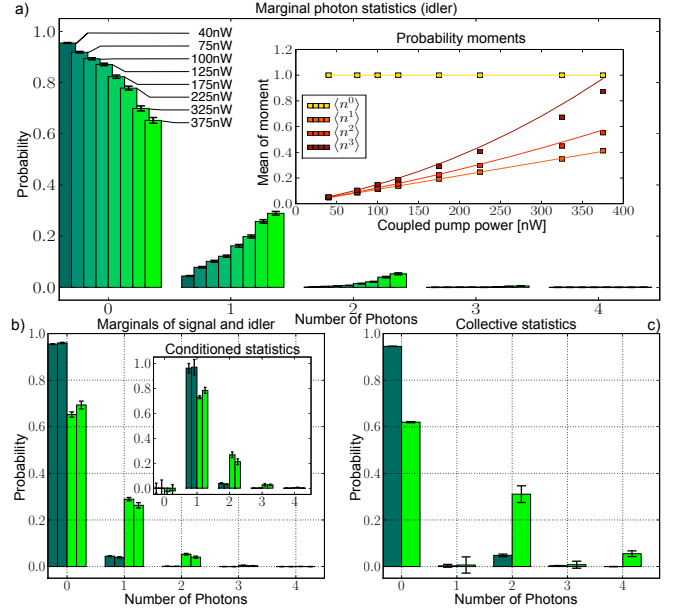 a)
Marginal photon statistics (idler)
Probability
1.0
0.8
0.6
0.4
0.2
0.0
40nW
75nW
100nW
125nW
175nW
225nW
325nW
375nW
Probability moments
Mean of moment
1.2
1.0
0.8
0.6
0.4
0.2
0.0
⟨n⁰⟩
⟨n¹⟩
⟨n²⟩
⟨n³⟩
0 50 100 150 200 250 300 350 400
Coupled pump power [nW]
0 1 2 3 4
Number of Photons
b)
Marginals of signal and idler
Probability
1.0
0.8
0.6
0.4
0.2
0.0
Conditioned statistics
1.0
0.8
0.6
0.4
0.2
0.0
0 1 2 3 4
0 1 2 3 4
Number of Photons
Collective statistics
c)
Probability
1.0
0.8
0.6
0.4
0.2
0.0
0 1 2 3 4
Number of Photons